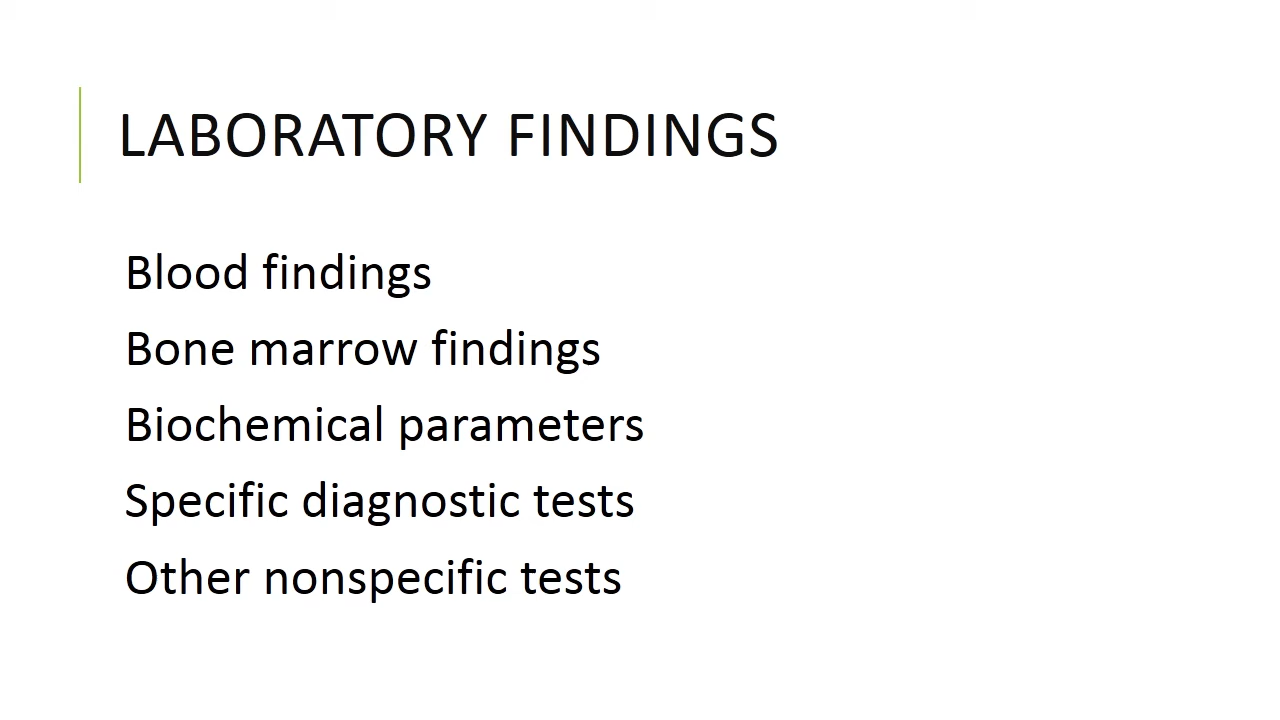 LABORATORY FINDINGS
Blood findings
Bone marrow findings
Biochemical parameters
Specific diagnostic tests
Other nonspecific tests